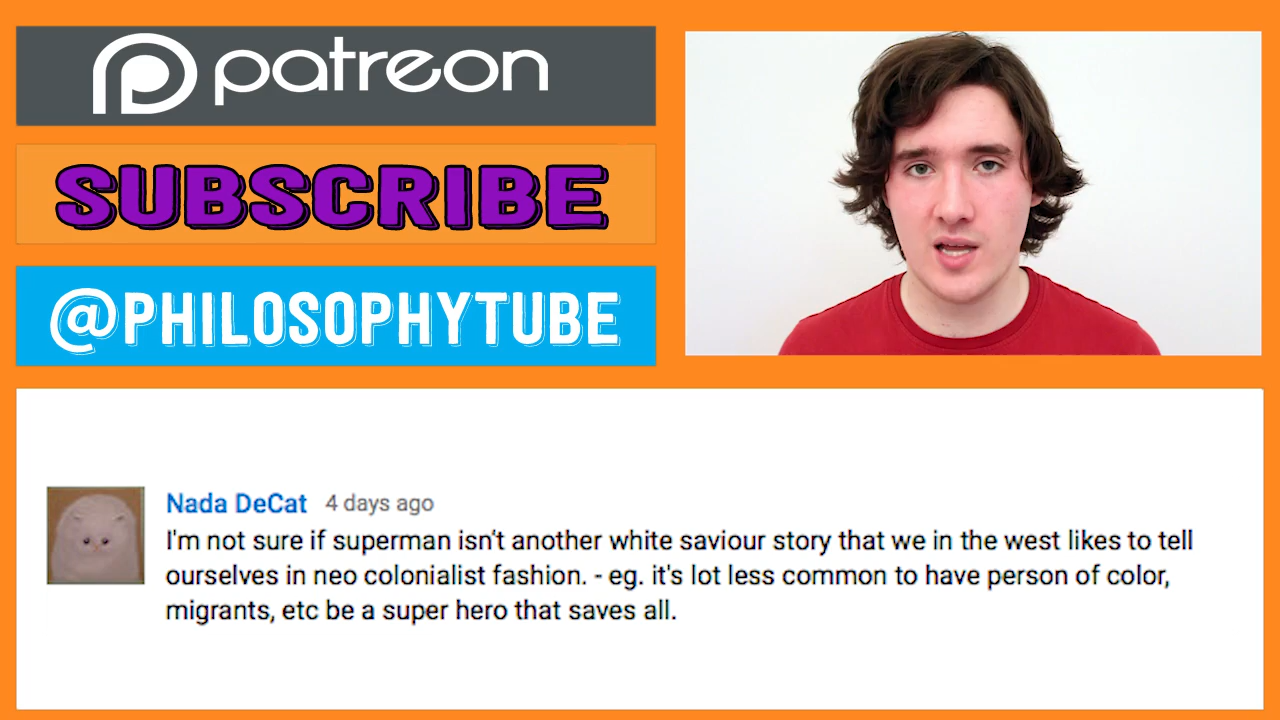 patreon
SUBSCRIBE
@PHILOSOPHYTUBE
Nada DeCat 4 days ago
I'm not sure if superman isn't another white saviour story that we in the west likes to tell
ourselves in neo colonialist fashion. - eg. it's lot less common to have person of color,
migrants, etc be a super hero that saves all.